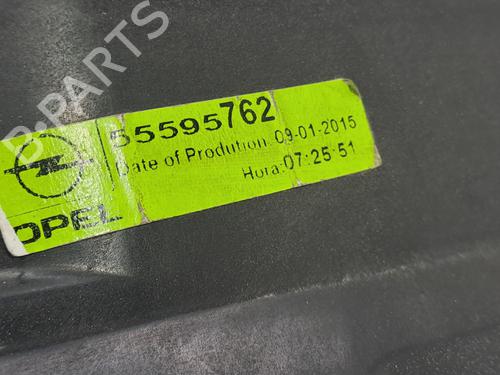 55595762
Date of Prodution: 09-01-2015
Hora: 07:25:51
OPEL
B-PARTS